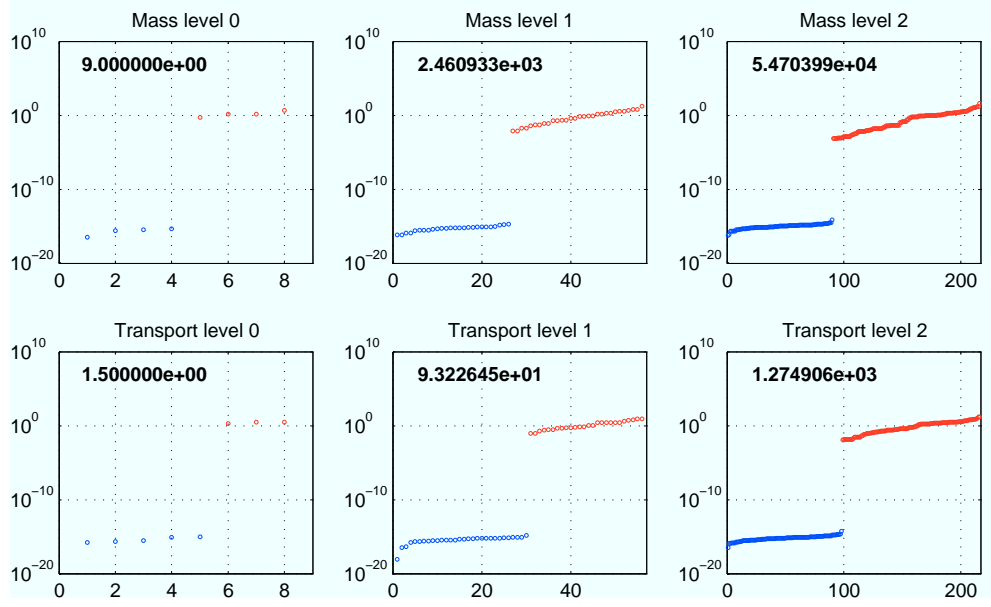 Mass level 0 Mass level 1 Mass level 2
10^10 10^10 10^10
9.000000e+00 2.460933e+03 5.470399e+04
10^0 10^0 10^0
10^−10 10^−10 10^−10
10^−20 10^−20 10^−20
0 2 4 6 8 0 20 40 0 100 200
Transport level 0 Transport level 1 Transport level 2
10^10 10^10 10^10
1.500000e+00 9.322645e+01 1.274906e+03
10^0 10^0 10^0
10^−10 10^−10 10^−10
10^−20 10^−20 10^−20
0 2 4 6 8 0 20 40 0 100 200